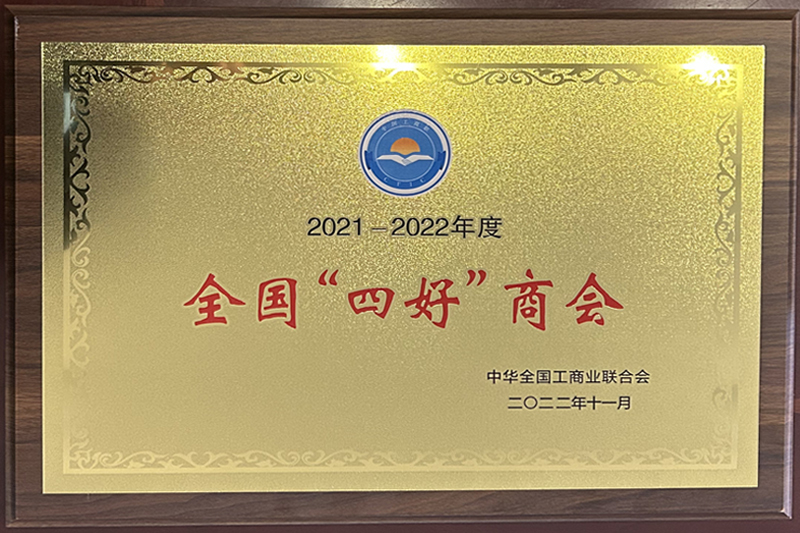 2021–2022年度
全国“四好”商会
中华全国工商业联合会
二〇二二年十一月